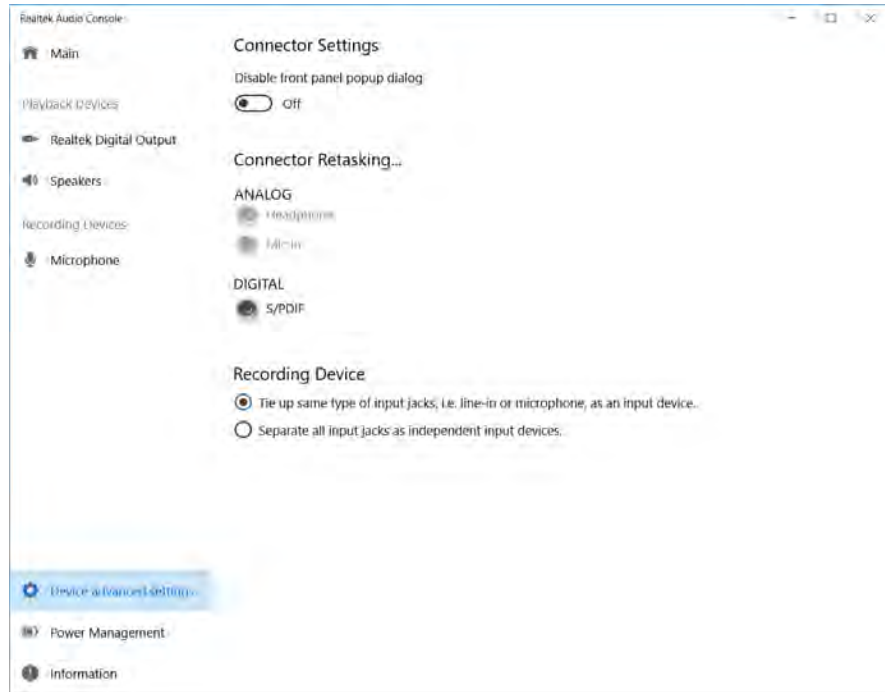 Realtek Audio Console
Main
Playback Devices
Realtek Digital Output
Speakers
Recording Devices
Microphone
Device advanced setting...
Power Management
Information
Connector Settings
Disable front panel popup dialog
Off
Connector Retasking...
ANALOG
Headphone
Mic in
DIGITAL
S/PDIF
Recording Device
Tie up same type of input jacks, i.e. line-in or microphone, as an input device.
Separate all input jacks as independent input devices.